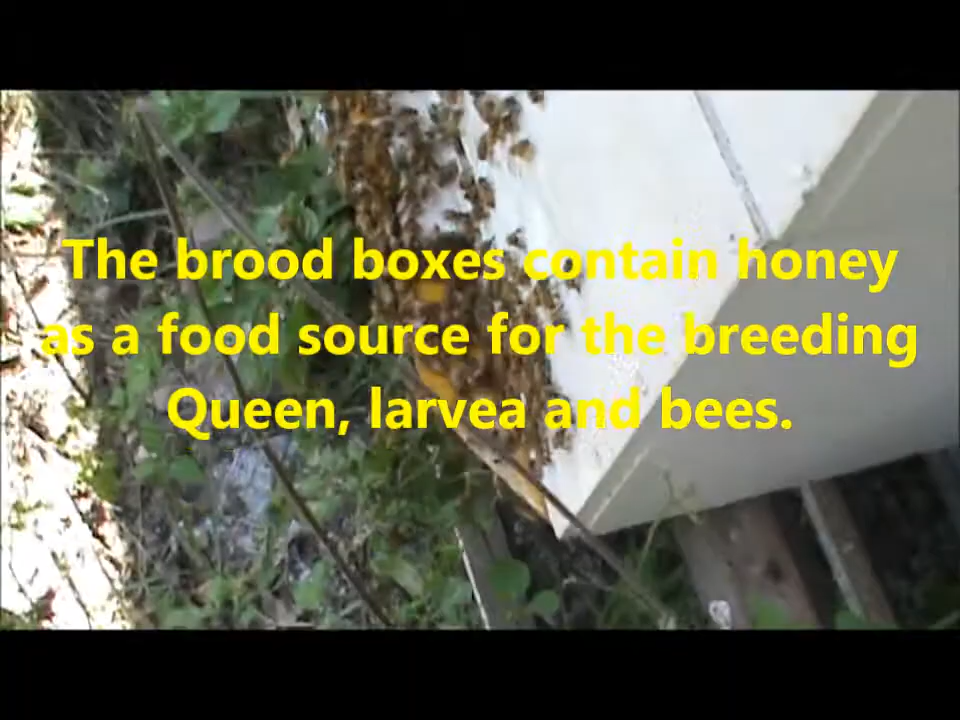 The brood boxes contain honey
as a food source for the breeding
Queen, larvea and bees.